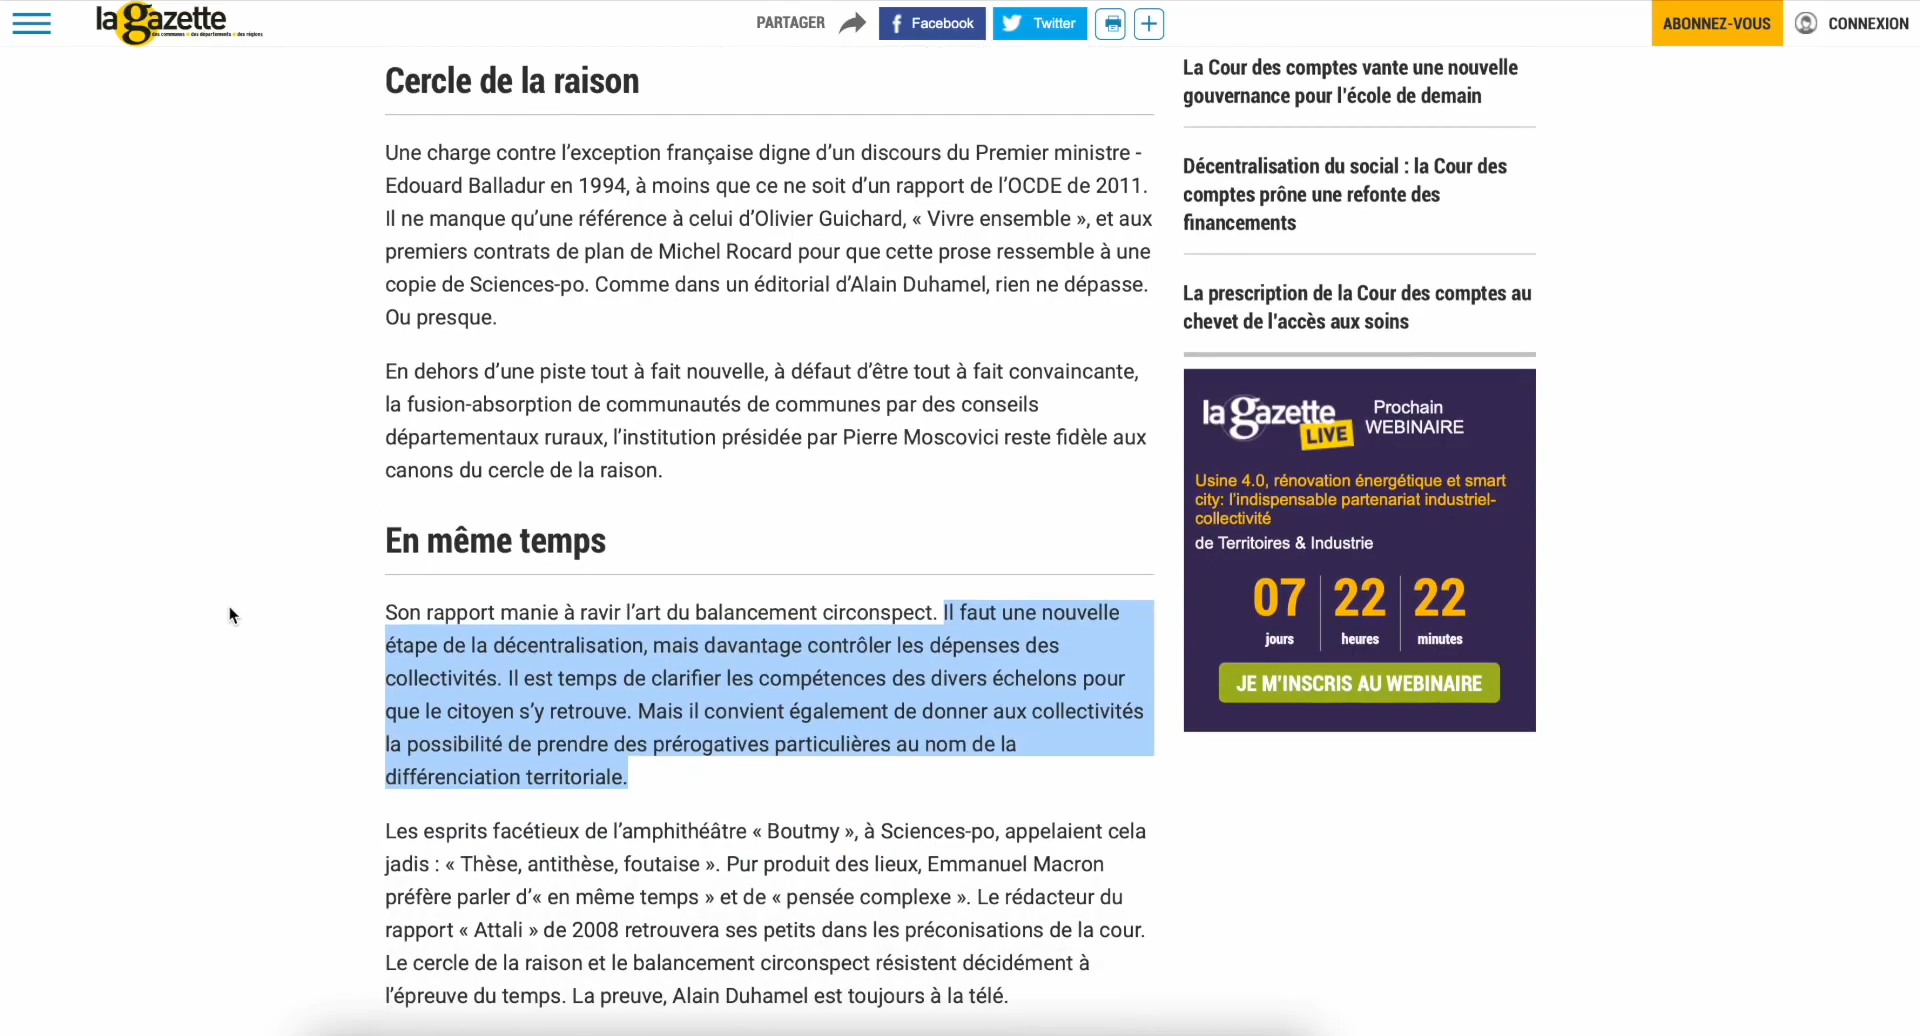 la gazette
des communes • des départements • des régions
PARTAGER
Facebook
Twitter
ABONNEZ-VOUS
CONNEXION
Cercle de la raison
Une charge contre l’exception française digne d’un discours du Premier ministre -
Edouard Balladur en 1994, à moins que ce ne soit d’un rapport de l’OCDE de 2011.
Il ne manque qu’une référence à celui d’Olivier Guichard, « Vivre ensemble », et aux
premiers contrats de plan de Michel Rocard pour que cette prose ressemble à une
copie de Sciences-po. Comme dans un éditorial d’Alain Duhamel, rien ne dépasse.
Ou presque.
En dehors d’une piste tout à fait nouvelle, à défaut d’être tout à fait convaincante,
la fusion-absorption de communautés de communes par des conseils
départementaux ruraux, l’institution présidée par Pierre Moscovici reste fidèle aux
canons du cercle de la raison.
En même temps
Son rapport manie à ravir l’art du balancement circonspect. Il faut une nouvelle
étape de la décentralisation, mais davantage contrôler les dépenses des
collectivités. Il est temps de clarifier les compétences des divers échelons pour
que le citoyen s’y retrouve. Mais il convient également de donner aux collectivités
la possibilité de prendre des prérogatives particulières au nom de la
différenciation territoriale.
Les esprits facétieux de l’amphithéâtre « Boutmy », à Sciences-po, appelaient cela
jadis : « Thèse, antithèse, foutaise ». Pur produit des lieux, Emmanuel Macron
préfère parler d’« en même temps » et de « pensée complexe ». Le rédacteur du
rapport « Attali » de 2008 retrouvera ses petits dans les préconisations de la cour.
Le cercle de la raison et le balancement circonspect résistent décidément à
l’épreuve du temps. La preuve, Alain Duhamel est toujours à la télé.
La Cour des comptes vante une nouvelle
gouvernance pour l'école de demain
Décentralisation du social : la Cour des
comptes prône une refonte des
financements
La prescription de la Cour des comptes au
chevet de l'accès aux soins
la gazette
LIVE
Prochain
WEBINAIRE
Usine 4.0, rénovation énergétique et smart
city: l’indispensable partenariat industriel-
collectivité
de Territoires & Industrie
07 22 22
jours heures minutes
JE M'INSCRIS AU WEBINAIRE